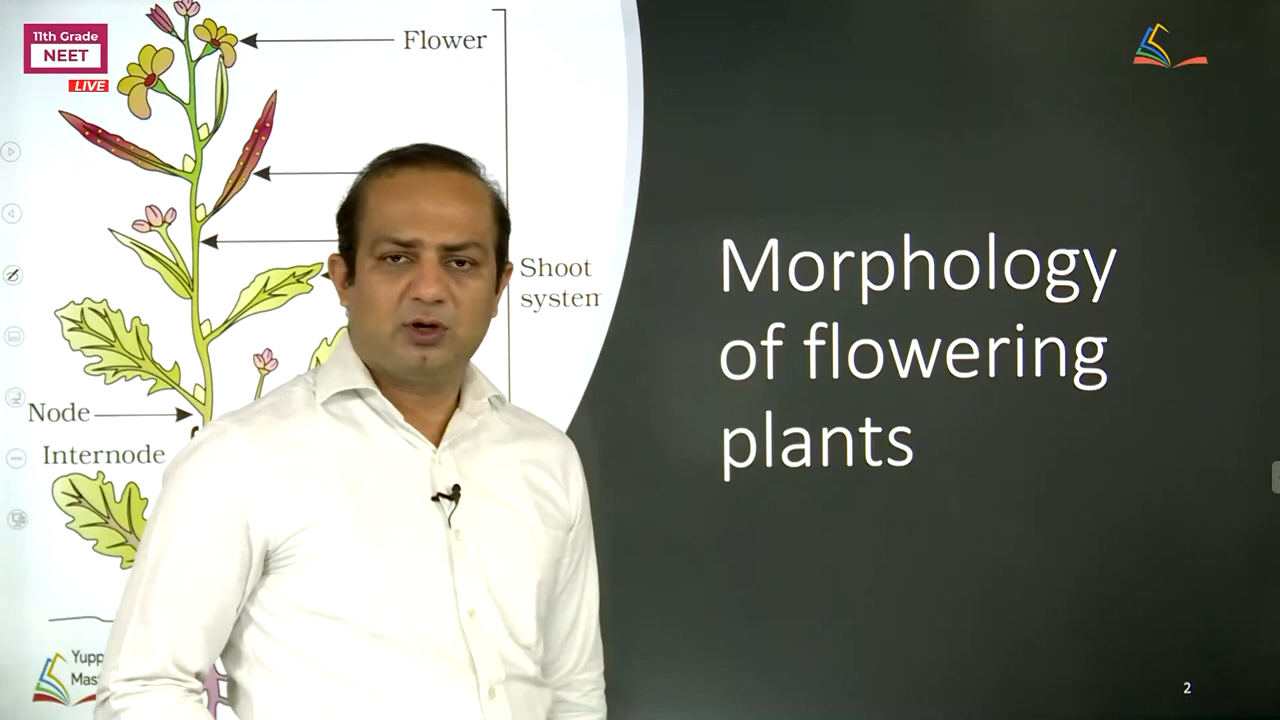 11th Grade
NEET
LIVE
Flower
Shoot
system
Node
Internode
Morphology
of flowering
plants
2